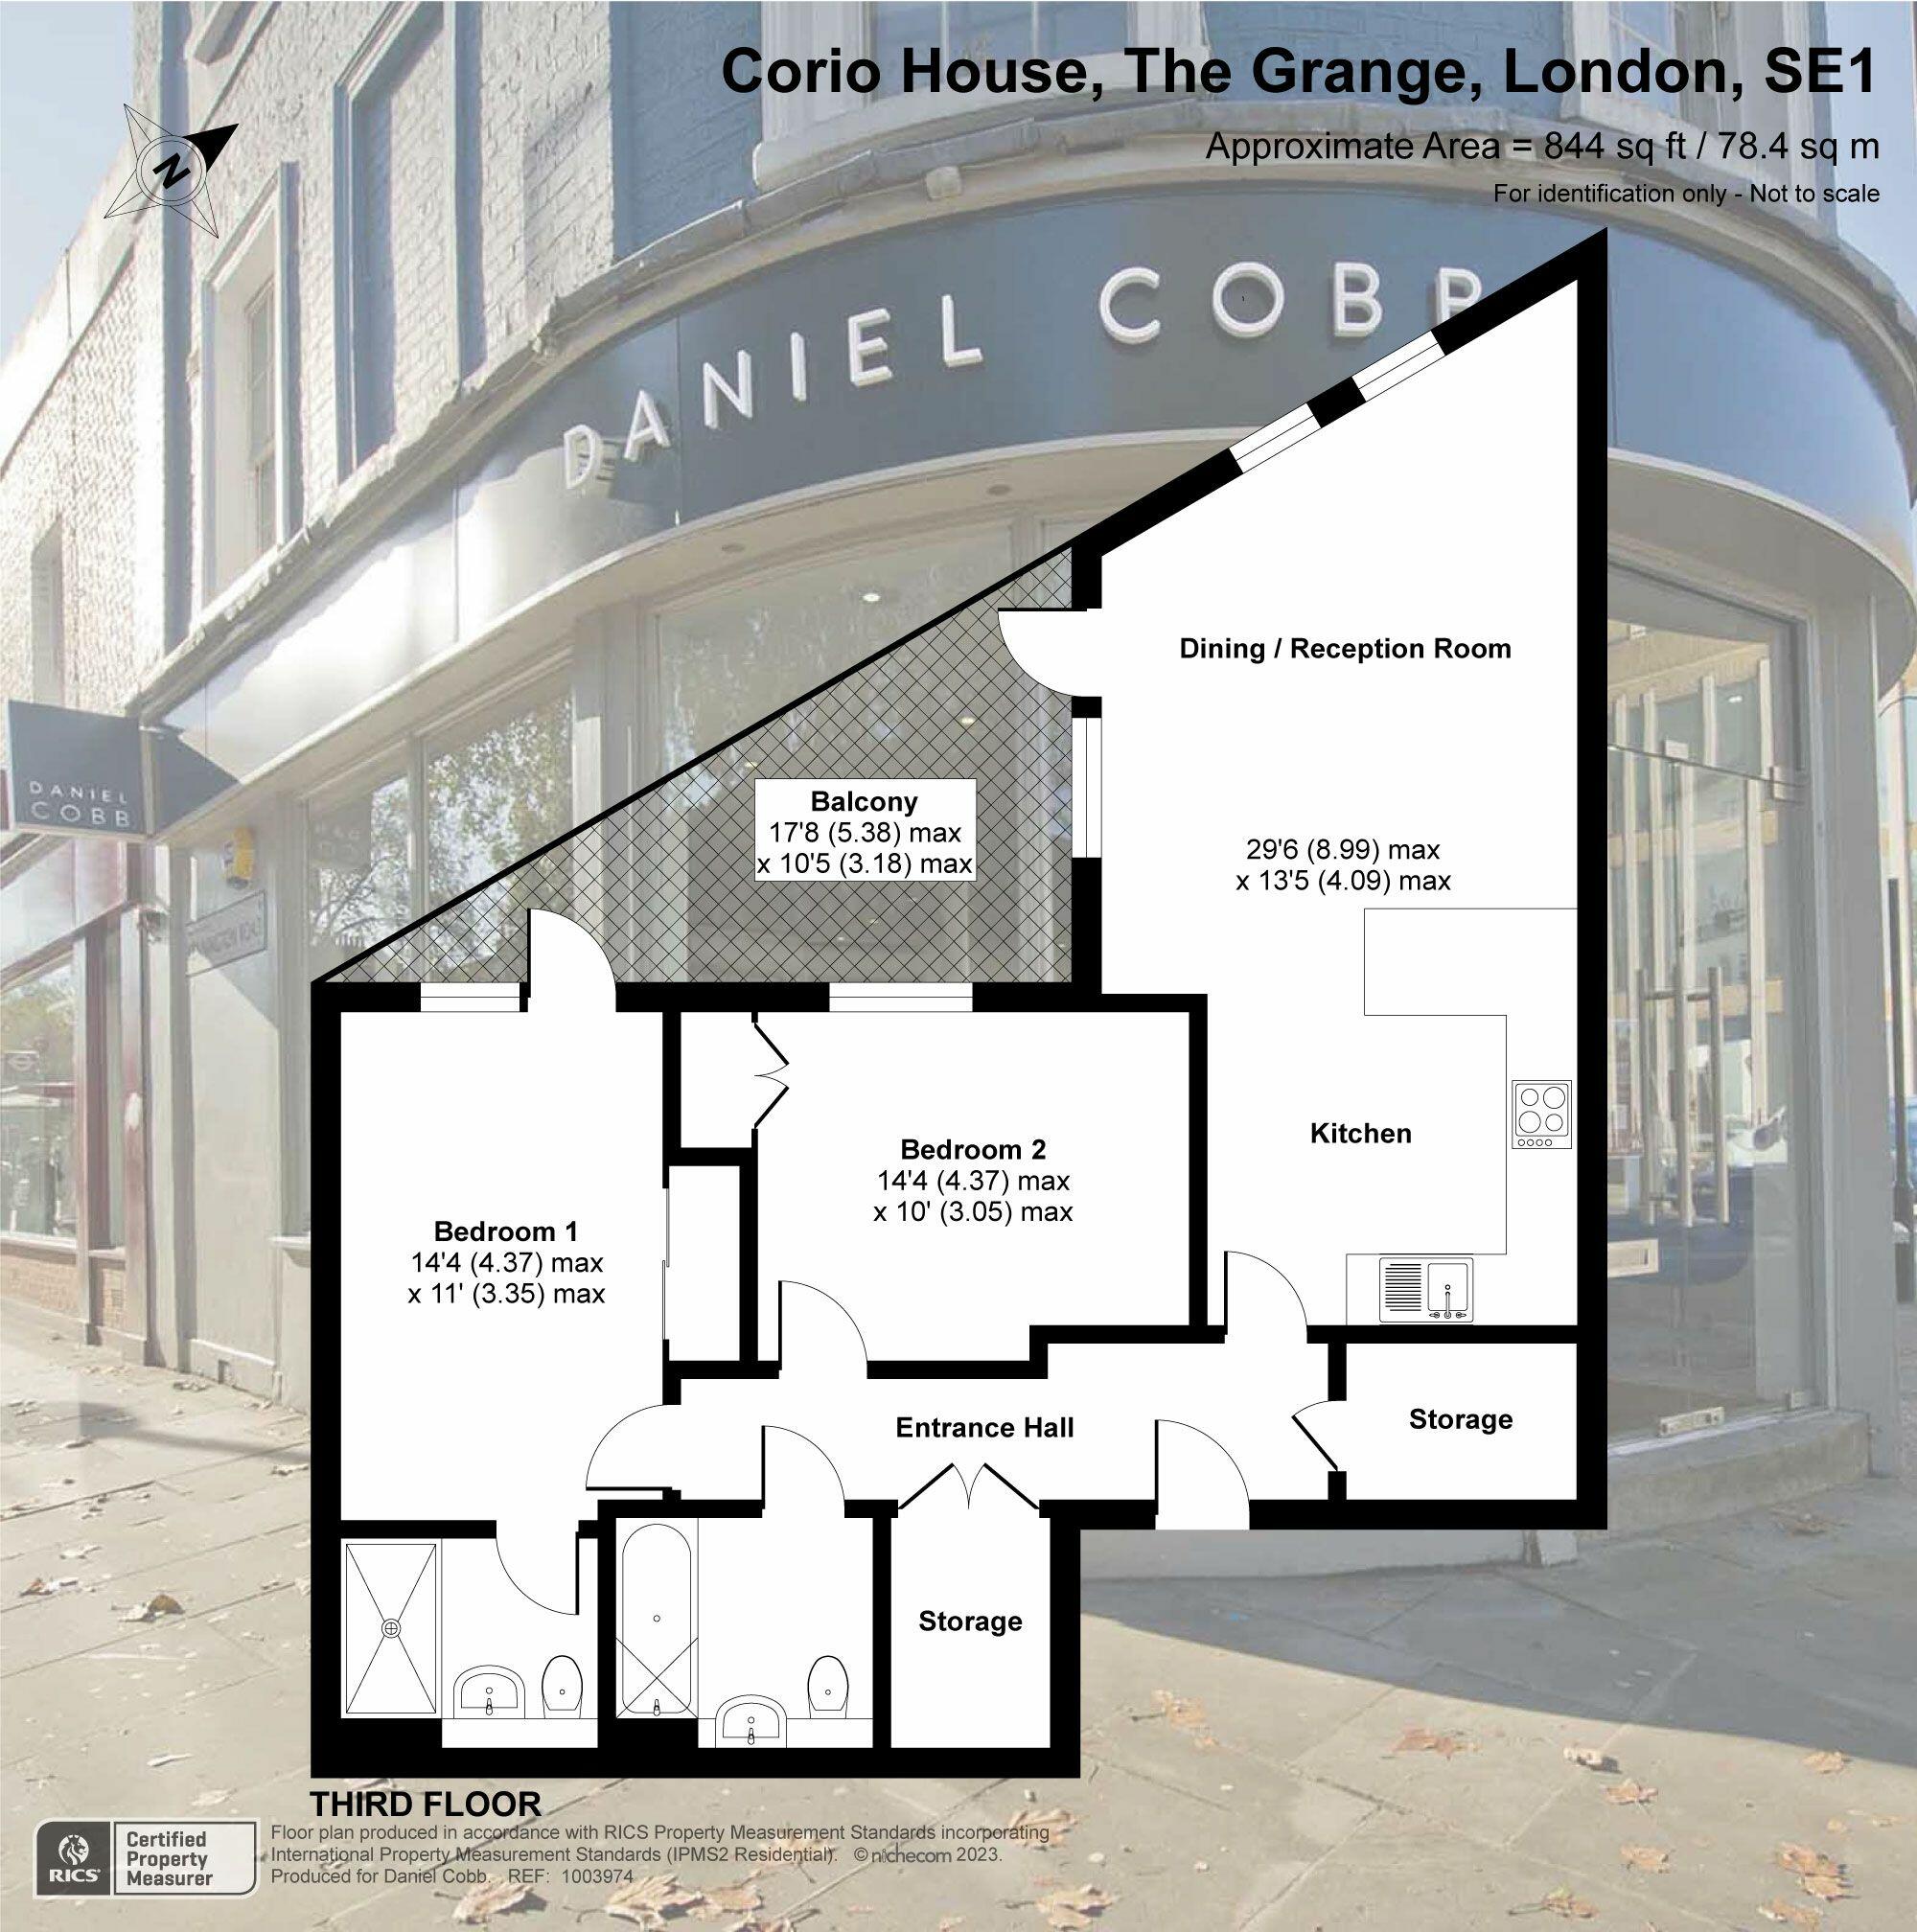 Corio House, The Grange, London, SE1
Approximate Area = 844 sq ft / 78.4 sq m
For identification only - Not to scale
N
DANIEL COBB
DANIEL
COBB
Dining / Reception Room
Balcony
17'8 (5.38) max
x 10'5 (3.18) max
29'6 (8.99) max
x 13'5 (4.09) max
Kitchen
Bedroom 2
14'4 (4.37) max
x 10' (3.05) max
Bedroom 1
14'4 (4.37) max
x 11' (3.35) max
Entrance Hall
Storage
Storage
THIRD FLOOR
Floor plan produced in accordance with RICS Property Measurement Standards incorporating
International Property Measurement Standards (IPMS2 Residential). © nichecom 2023.
Produced for Daniel Cobb. REF: 1003974
RICS
Certified
Property
Measurer